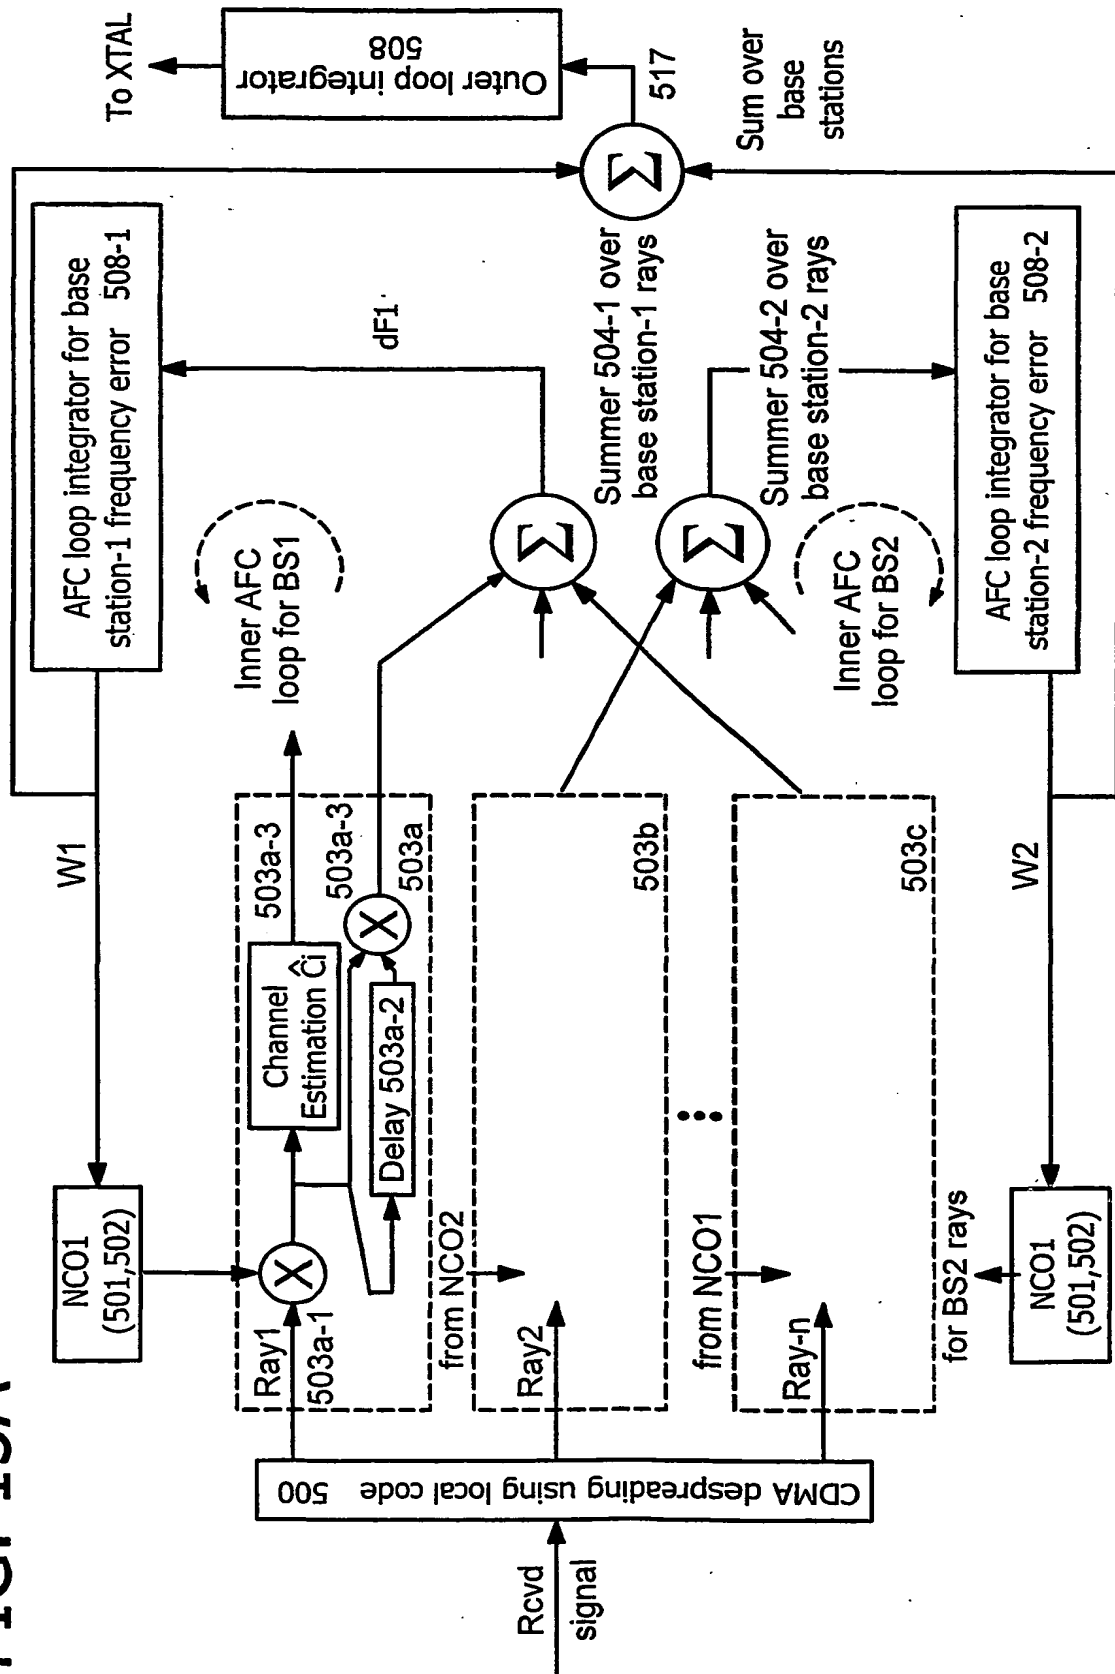 FIG. 13A
Rcvd
signal
CDMA despreading using local code 500
NCO1
(501,502)
W1
AFC loop integrator for base
station-1 frequency error 508-1
To XTAL
Outer loop integrator
508
517
Σ
Sum over
base
stations
Ray1
503a-1
X
Channel
Estimation Ĉi
503a-3
Delay 503a-2
X
503a-3
503a
Inner AFC
loop for BS1
dF1
Σ
Summer 504-1 over
base station-1 rays
from NCO2
Ray2
503b
Σ
Summer 504-2 over
base station-2 rays
from NCO1
Ray-n
503c
Inner AFC
loop for BS2
for BS2 rays
NCO1
(501,502)
W2
AFC loop integrator for base
station-2 frequency error 508-2